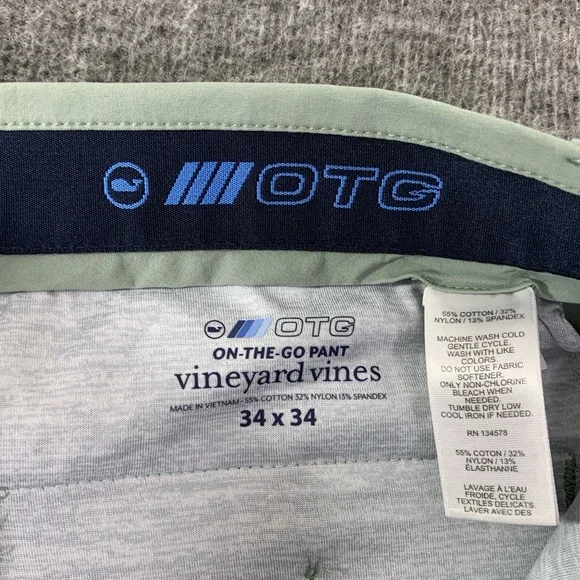 OTG
OTG
ON-THE-GO PANT
vineyard vines
MADE IN VIETNAM - 55% COTTON 32% NYLON 13% SPANDEX
34 x 34
55% COTTON / 32%
NYLON / 13% SPANDEX
MACHINE WASH COLD
GENTLE CYCLE.
WASH WITH LIKE
COLORS.
DO NOT USE FABRIC
SOFTENER.
ONLY NON-CHLORINE
BLEACH WHEN
NEEDED.
TUMBLE DRY LOW.
COOL IRON IF NEEDED.
RN 134578
55% COTON / 32%
NYLON / 13%
ÉLASTHANNE
LAVAGE À L'EAU
FROIDE, CYCLE
TEXTILES DELICATS.
LAVER AVEC DES